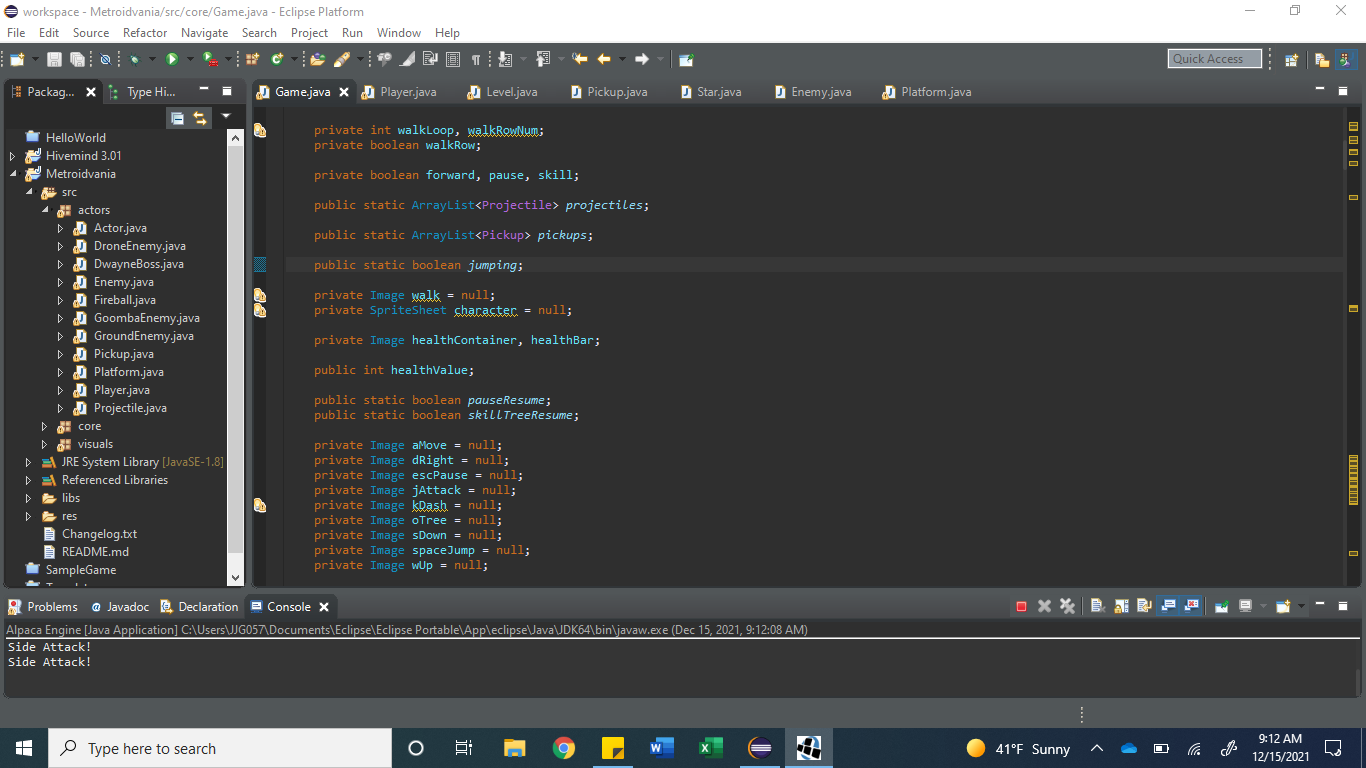 workspace - Metroidvania/src/core/Game.java - Eclipse Platform
File Edit Source Refactor Navigate Search Project Run Window Help
Quick Access
Packag... Type Hi...
HelloWorld
Hivemind 3.01
Metroidvania
src
actors
Actor.java
DroneEnemy.java
DwayneBoss.java
Enemy.java
Fireball.java
GoombaEnemy.java
GroundEnemy.java
Pickup.java
Platform.java
Player.java
Projectile.java
core
visuals
JRE System Library [JavaSE-1.8]
Referenced Libraries
libs
res
Changelog.txt
README.md
SampleGame
Game.java Player.java Level.java Pickup.java Star.java Enemy.java Platform.java
private int walkLoop, walkRowNum;
private boolean walkRow;
private boolean forward, pause, skill;
public static ArrayList<Projectile> projectiles;
public static ArrayList<Pickup> pickups;
public static boolean jumping;
private Image walk = null;
private SpriteSheet character = null;
private Image healthContainer, healthBar;
public int healthValue;
public static boolean pauseResume;
public static boolean skillTreeResume;
private Image aMove = null;
private Image dRight = null;
private Image escPause = null;
private Image jAttack = null;
private Image kDash = null;
private Image oTree = null;
private Image sDown = null;
private Image spaceJump = null;
private Image wUp = null;
Problems Javadoc Declaration Console
Alpaca Engine [Java Application] C:\Users\JJG057\Documents\Eclipse\Eclipse Portable\App\eclipse\Java\JDK64\bin\javaw.exe (Dec 15, 2021, 9:12:08 AM)
Side Attack!
Side Attack!
Type here to search
41°F Sunny
9:12 AM
12/15/2021